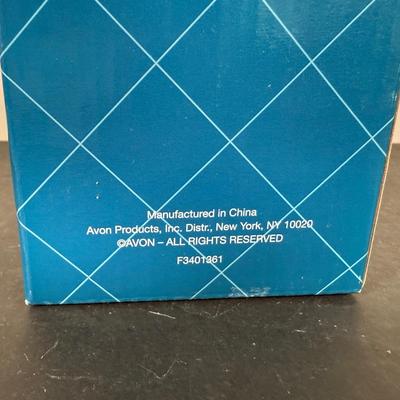 Manufactured in China
Avon Products, Inc. Distr., New York, NY 10020
©AVON – ALL RIGHTS RESERVED
F3401361